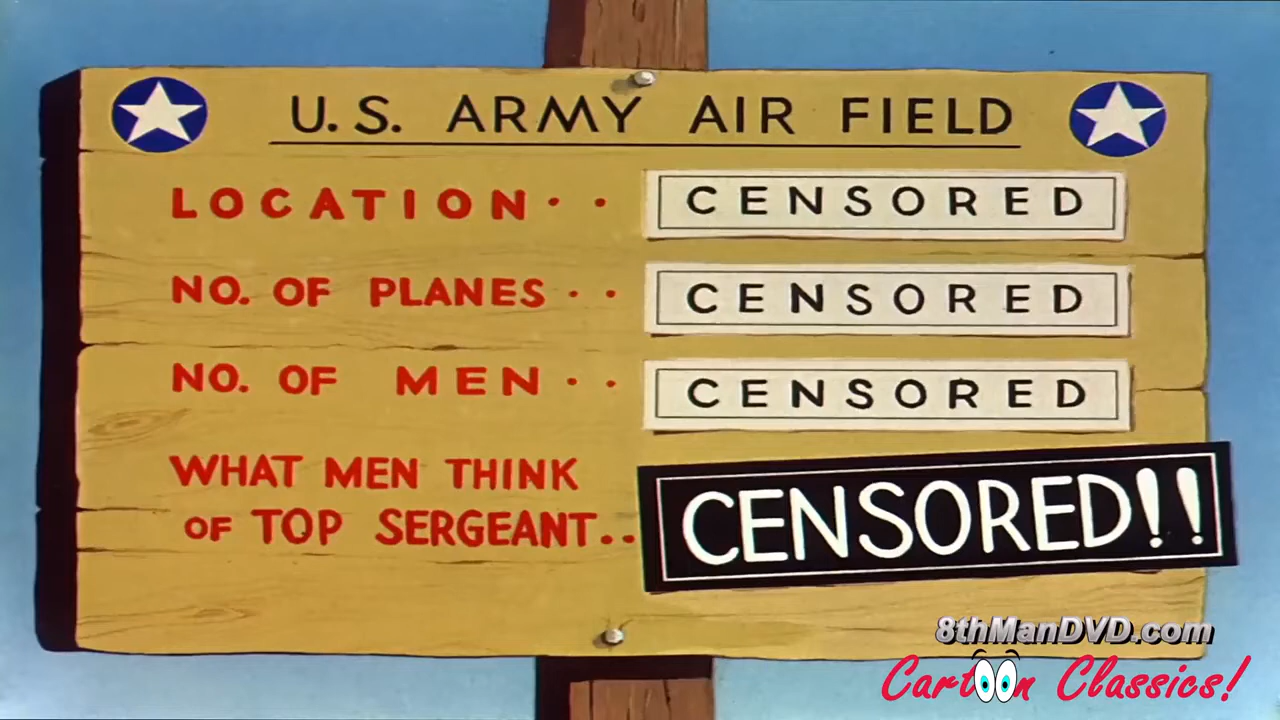 U.S. ARMY AIR FIELD
LOCATION·· CENSORED
NO. OF PLANES·· CENSORED
NO. OF MEN·· CENSORED
WHAT MEN THINK
OF TOP SERGEANT.. CENSORED!!
8thManDVD.com
Cartoon Classics!